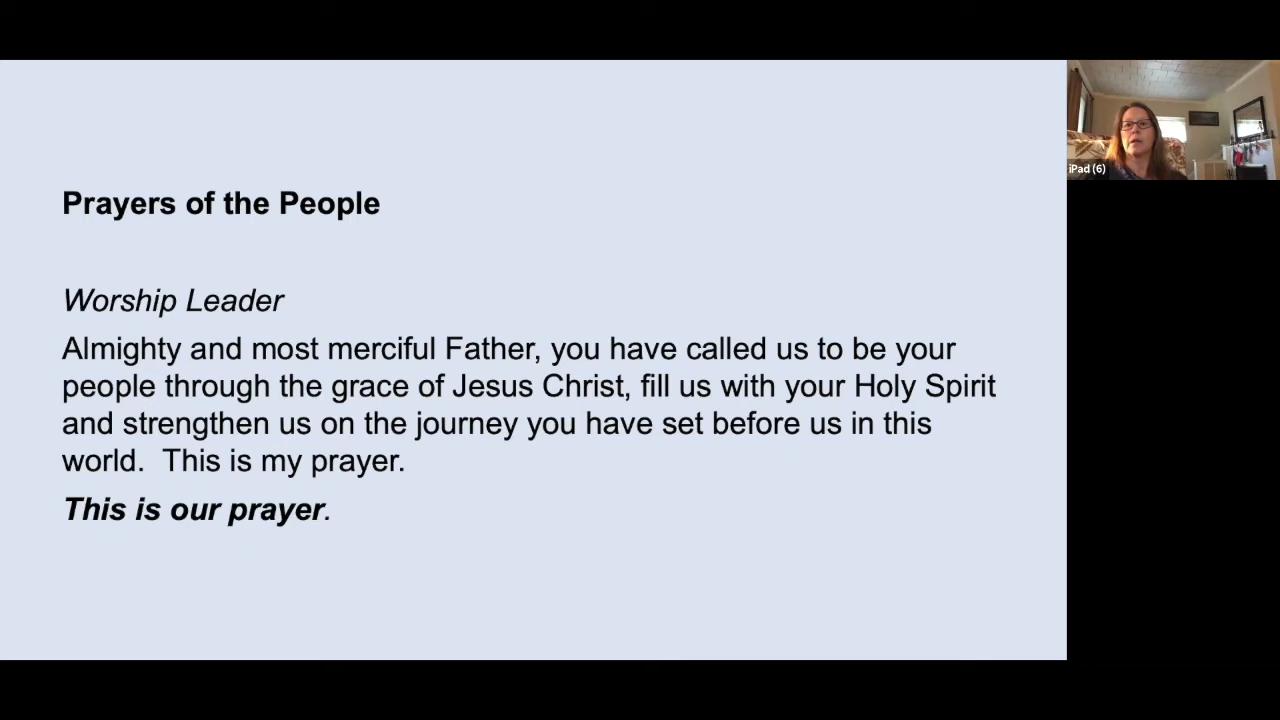 Prayers of the People
Worship Leader
Almighty and most merciful Father, you have called us to be your
people through the grace of Jesus Christ, fill us with your Holy Spirit
and strengthen us on the journey you have set before us in this
world.  This is my prayer.
This is our prayer.
iPad (6)